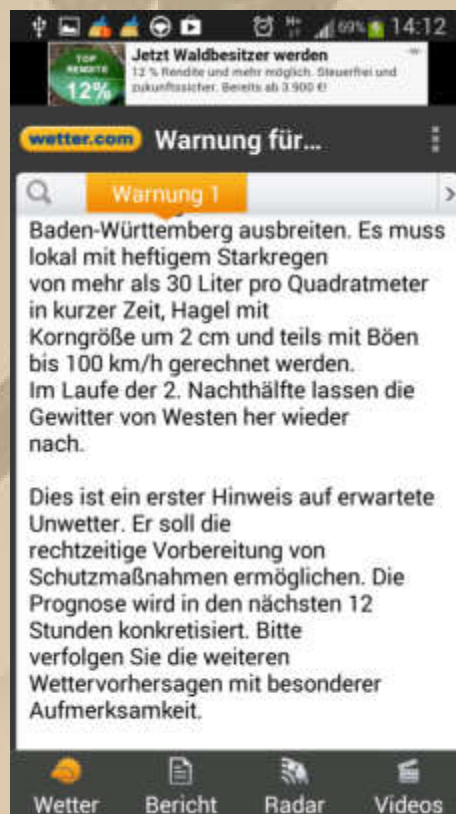 69% 14:12
TOP
RENDITE
12%
Jetzt Waldbesitzer werden
12 % Rendite und mehr möglich. Steuerfrei und
zukunftssicher. Bereits ab 3.900 €!
wetter.com Warnung für...
Warnung 1
Baden-Württemberg ausbreiten. Es muss
lokal mit heftigem Starkregen
von mehr als 30 Liter pro Quadratmeter
in kurzer Zeit, Hagel mit
Korngröße um 2 cm und teils mit Böen
bis 100 km/h gerechnet werden.
Im Laufe der 2. Nachthälfte lassen die
Gewitter von Westen her wieder
nach.
Dies ist ein erster Hinweis auf erwartete
Unwetter. Er soll die
rechtzeitige Vorbereitung von
Schutzmaßnahmen ermöglichen. Die
Prognose wird in den nächsten 12
Stunden konkretisiert. Bitte
verfolgen Sie die weiteren
Wettervorhersagen mit besonderer
Aufmerksamkeit.
Wetter Bericht Radar Videos